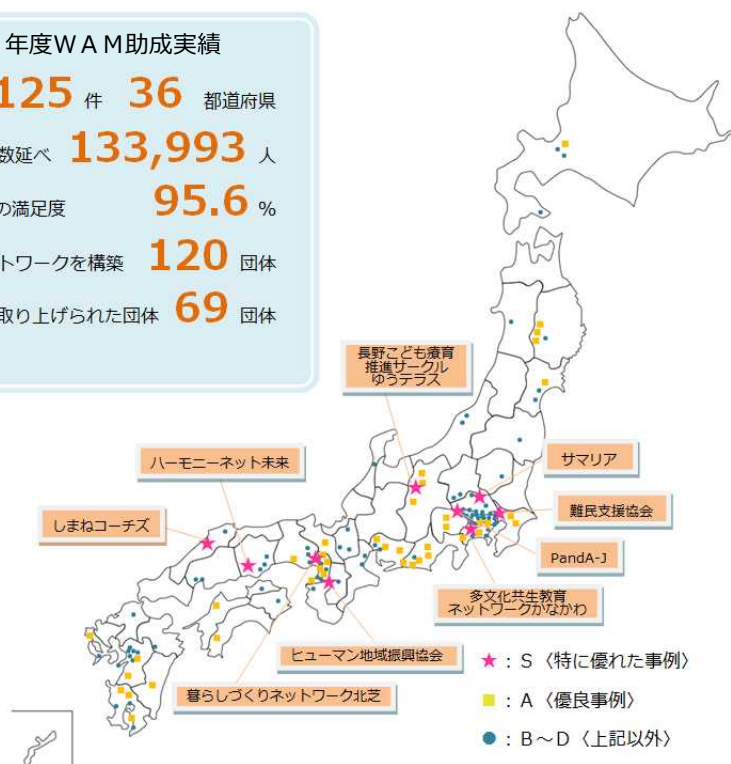 年度WAM助成実績
125 件 36 都道府県
数延べ 133,993 人
の満足度 95.6 %
トワークを構築 120 団体
取り上げられた団体 69 団体
長野こども療育
推進サークル
ゆうテラス
ハーモニーネット未来
サマリア
しまねコーチズ
難民支援協会
PandA-J
多文化共生教育
ネットワークかながわ
ヒューマン地域振興協会
暮らしづくりネットワーク北芝
★：S〈特に優れた事例〉
■：A〈優良事例〉
●：B～D〈上記以外〉